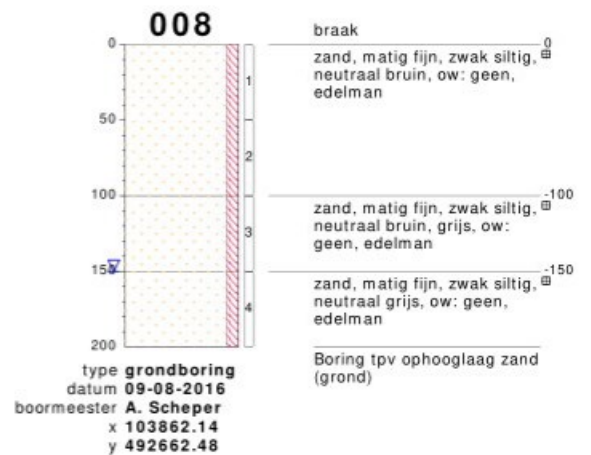 008
braak
0
0
zand, matig fijn, zwak siltig,
neutraal bruin, ow: geen,
edelman
1
50
2
100
-100
zand, matig fijn, zwak siltig,
neutraal bruin, grijs, ow:
geen, edelman
3
150
-150
zand, matig fijn, zwak siltig,
neutraal grijs, ow: geen,
edelman
4
200
Boring tpv ophooglaag zand
(grond)
type grondboring
datum 09-08-2016
boormeester A. Scheper
x 103862.14
y 492662.48